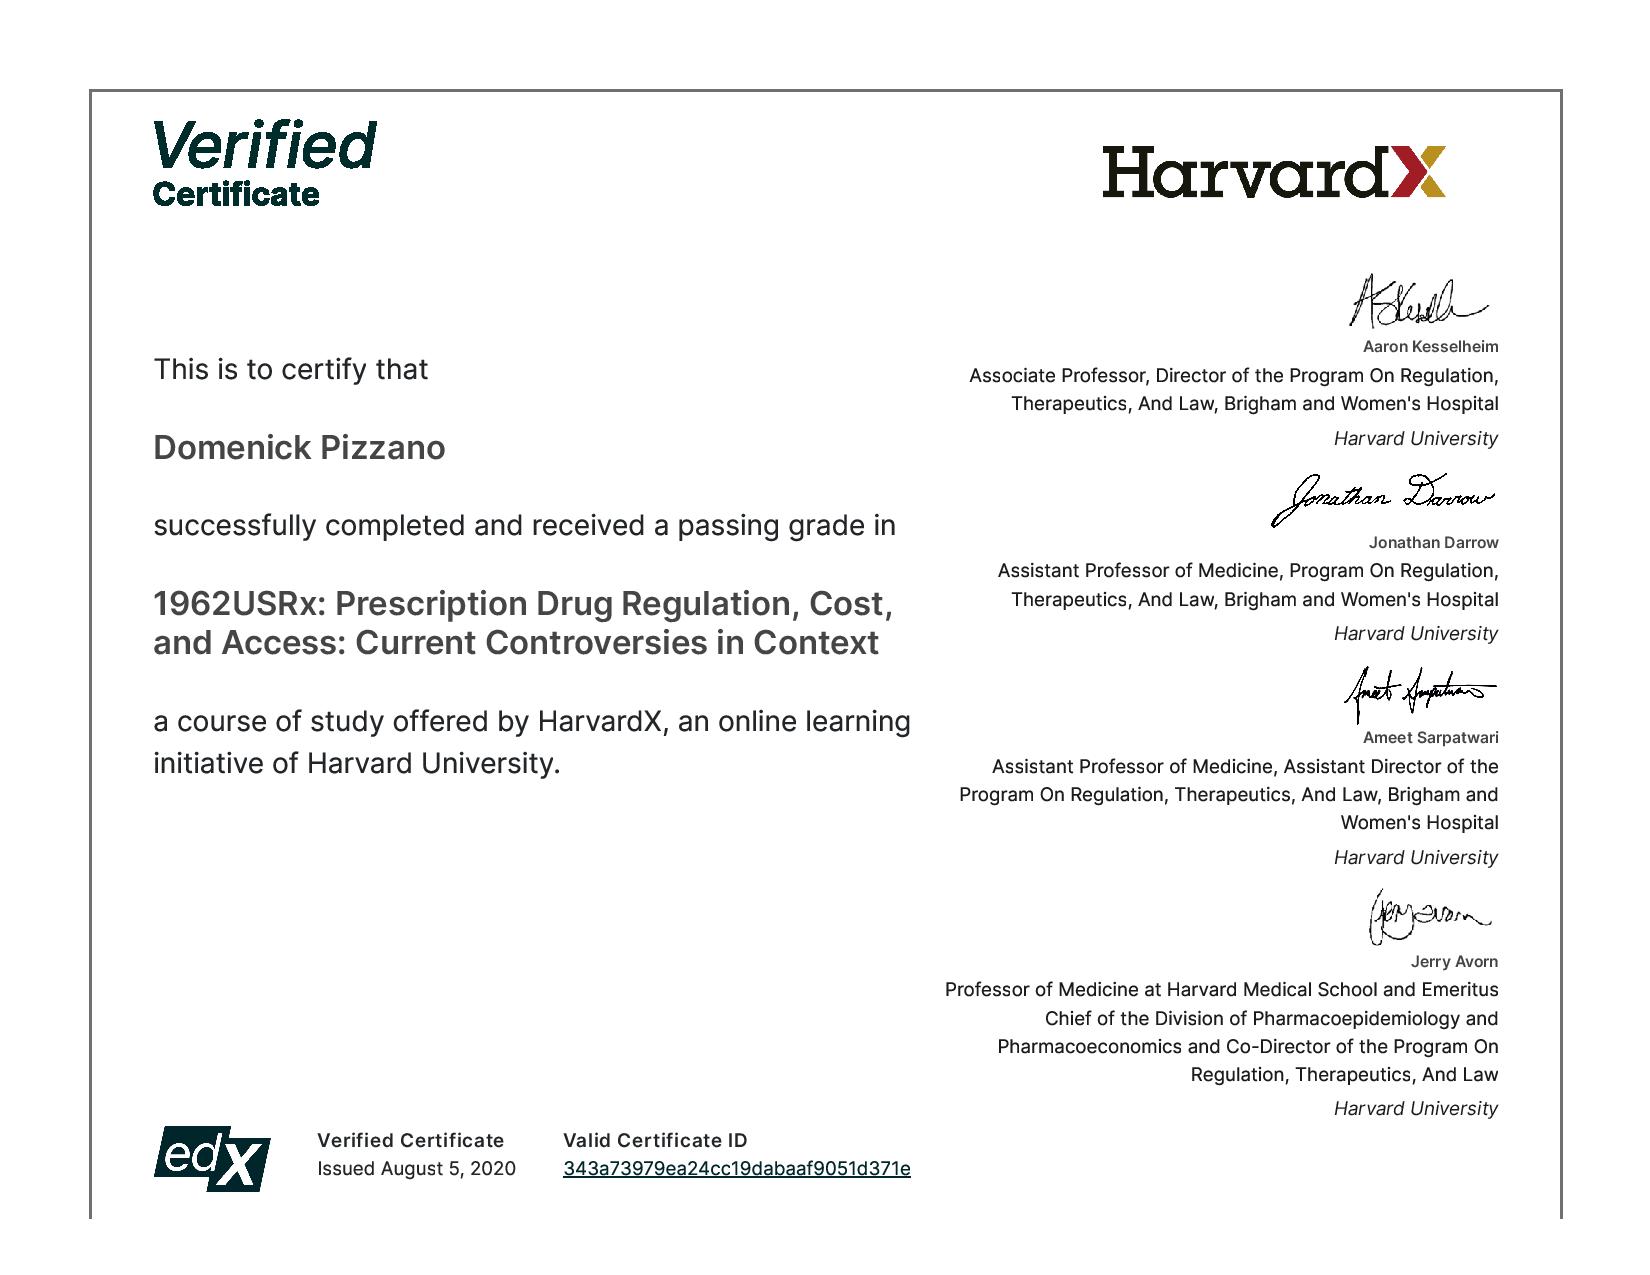 Verified
Certificate
HarvardX
This is to certify that
Domenick Pizzano
successfully completed and received a passing grade in
1962USRx: Prescription Drug Regulation, Cost,
and Access: Current Controversies in Context
a course of study offered by HarvardX, an online learning
initiative of Harvard University.
Aaron Kesselheim
Associate Professor, Director of the Program On Regulation,
Therapeutics, And Law, Brigham and Women's Hospital
Harvard University
Jonathan Darrow
Jonathan Darrow
Assistant Professor of Medicine, Program On Regulation,
Therapeutics, And Law, Brigham and Women's Hospital
Harvard University
Ameet Sarpatwari
Assistant Professor of Medicine, Assistant Director of the
Program On Regulation, Therapeutics, And Law, Brigham and
Women's Hospital
Harvard University
Jerry Avorn
Professor of Medicine at Harvard Medical School and Emeritus
Chief of the Division of Pharmacoepidemiology and
Pharmacoeconomics and Co-Director of the Program On
Regulation, Therapeutics, And Law
Harvard University
edX
Verified Certificate
Issued August 5, 2020
Valid Certificate ID
343a73979ea24cc19dabaaf9051d371e